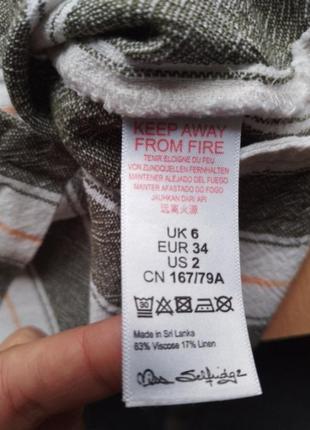 KEEP AWAY
FROM FIRE
TENIR ELOIGNE DU FEU
VON ZUNDQUELLEN FERNHALTEN
MANTENER ALEJADO DEL FUEGO
MANTER AFASTADO DO FOGO
JAUHKAN DARI API
远离火源
UK 6
EUR 34
US 2
CN 167/79A
30
Made in Sri Lanka
83% Viscose 17% Linen
Miss Selfridge